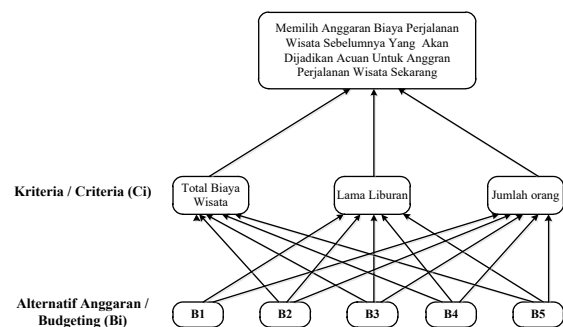 Memilih Anggaran Biaya Perjalanan
Wisata Sebelumnya Yang Akan
Dijadikan Acuan Untuk Anggran
Perjalanan Wisata Sekarang
Kriteria / Criteria (Ci)
Total Biaya
Wisata
Lama Liburan
Jumlah orang
Alternatif Anggaran /
Budgeting (Bi)
B1
B2
B3
B4
B5